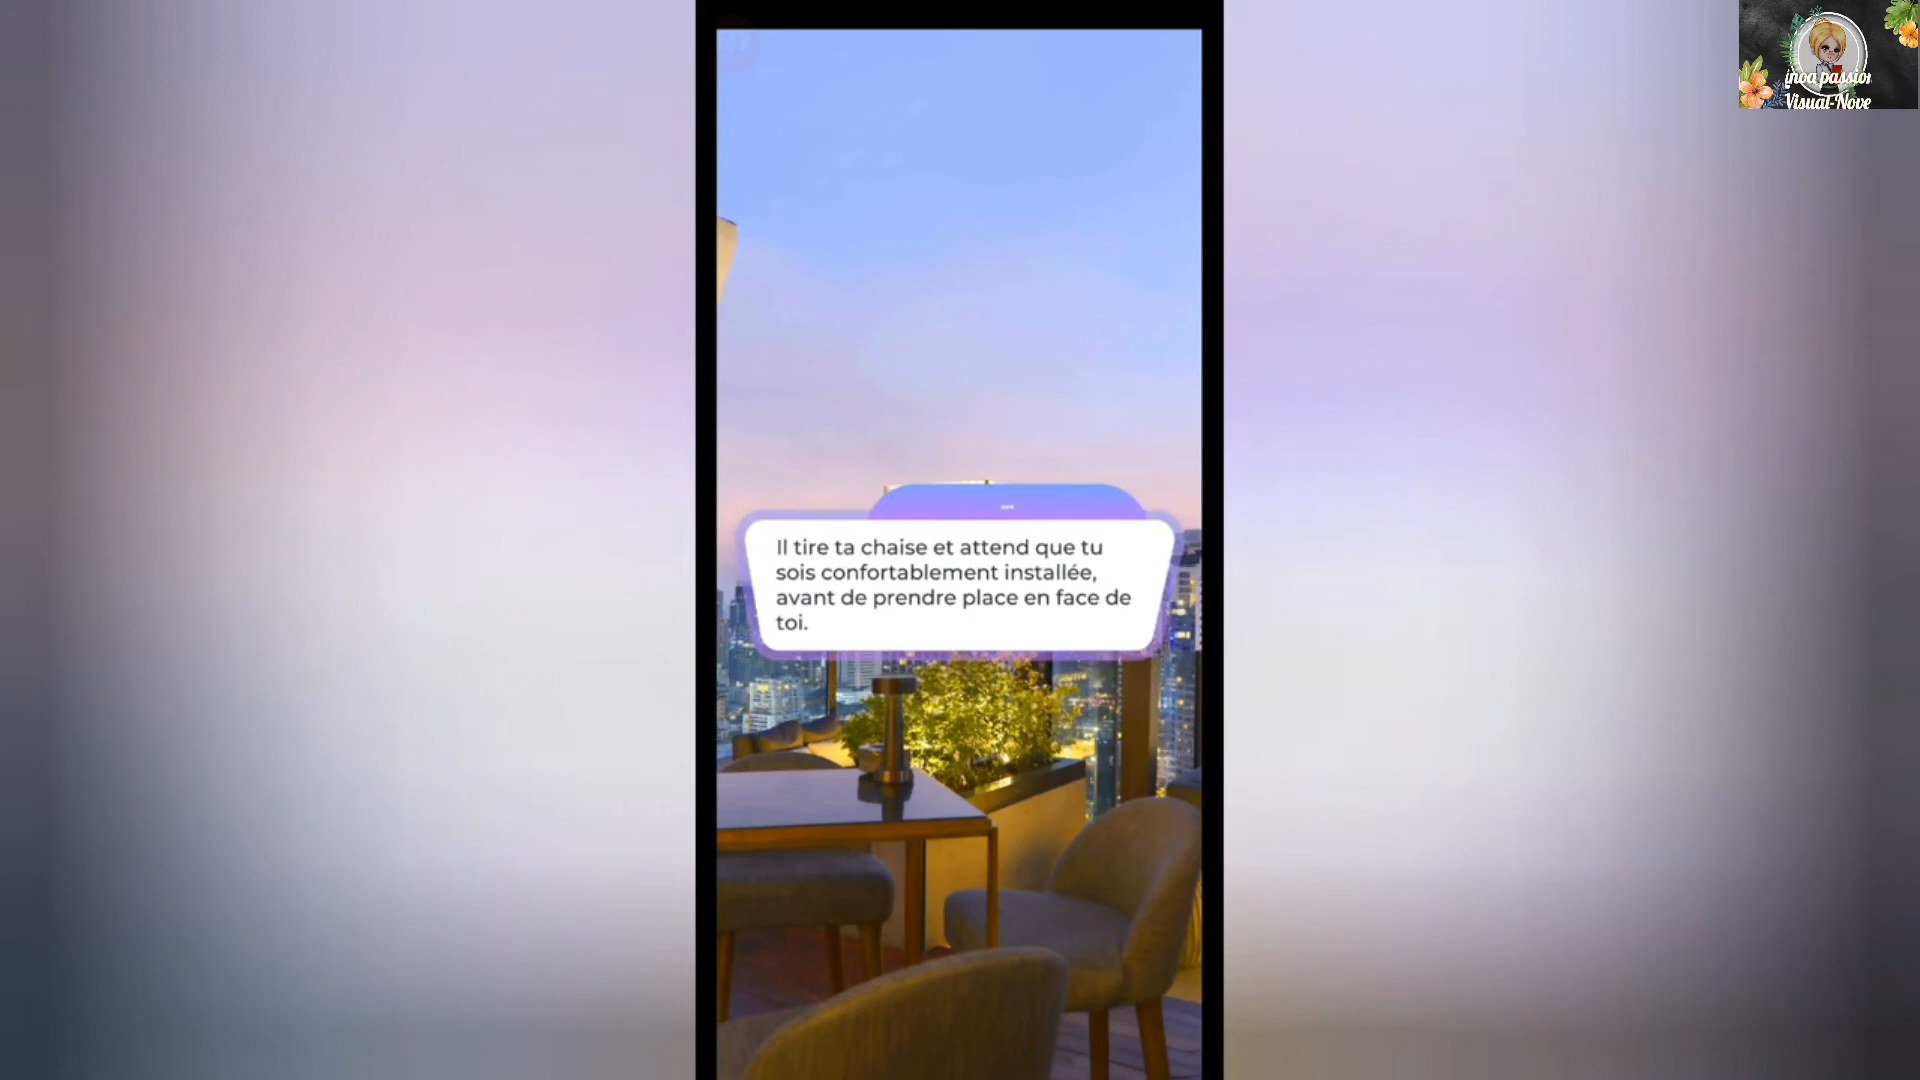 ...
Il tire ta chaise et attend que tu
sois confortablement installée,
avant de prendre place en face de
toi.
passion
Visual-Nove